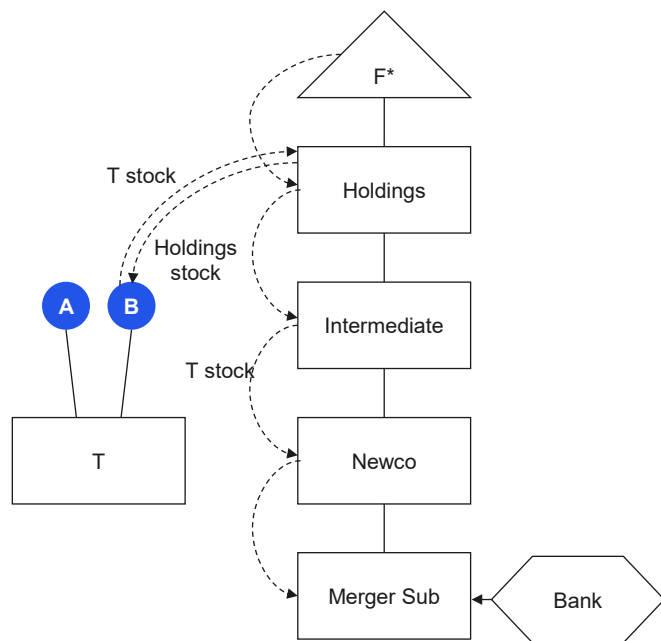 F*
T stock
Holdings
Holdings
stock
A
B
Intermediate
T stock
T
Newco
Merger Sub
Bank